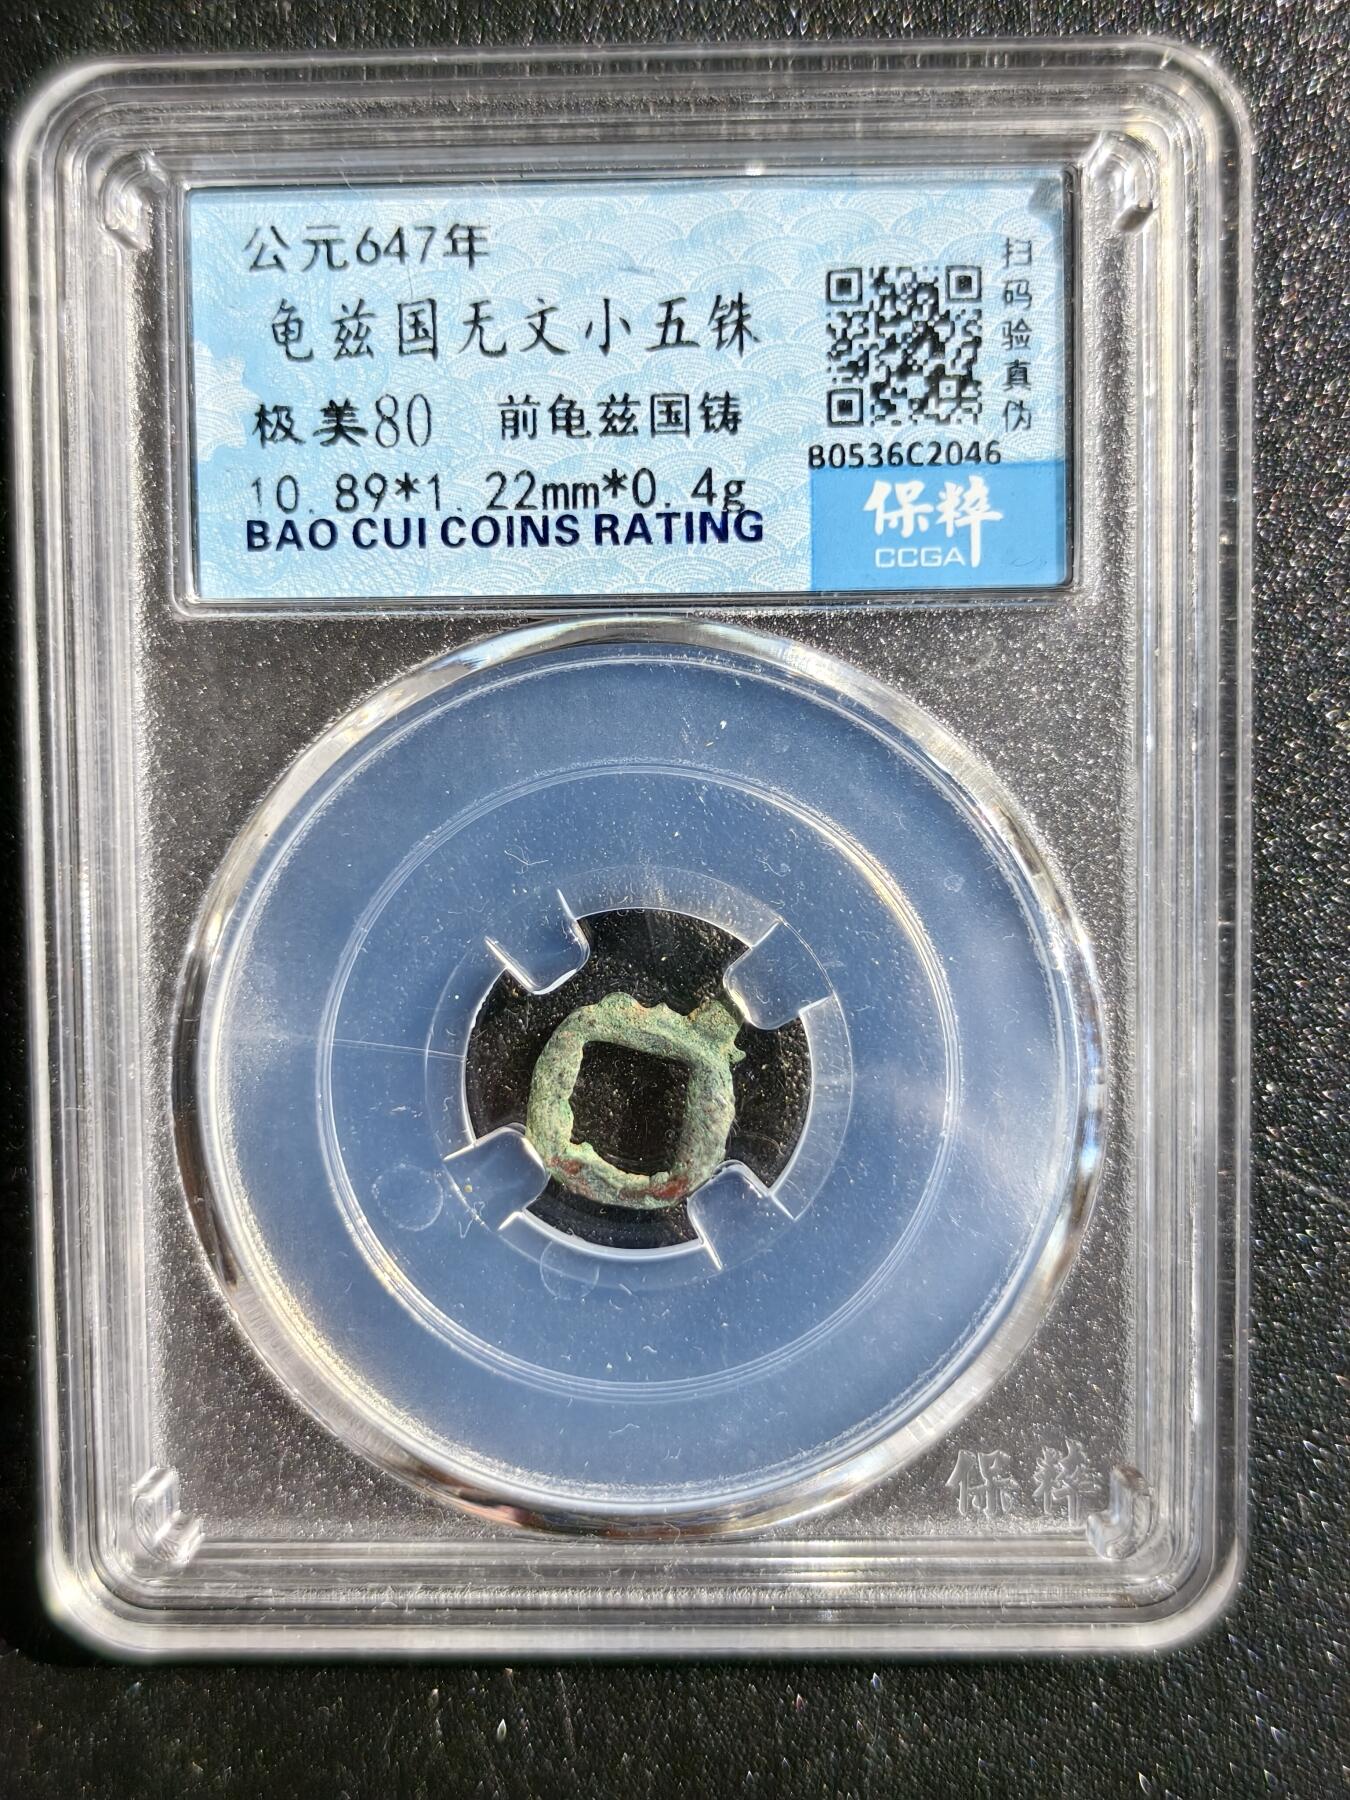 公元647年
龟兹国无文小五铢
极美80 前龟兹国铸
10.89*1.22mm*0.4g
BAO CUI COINS RATING
扫码验真伪
B0536C2046
保粹
CCGA
保粹